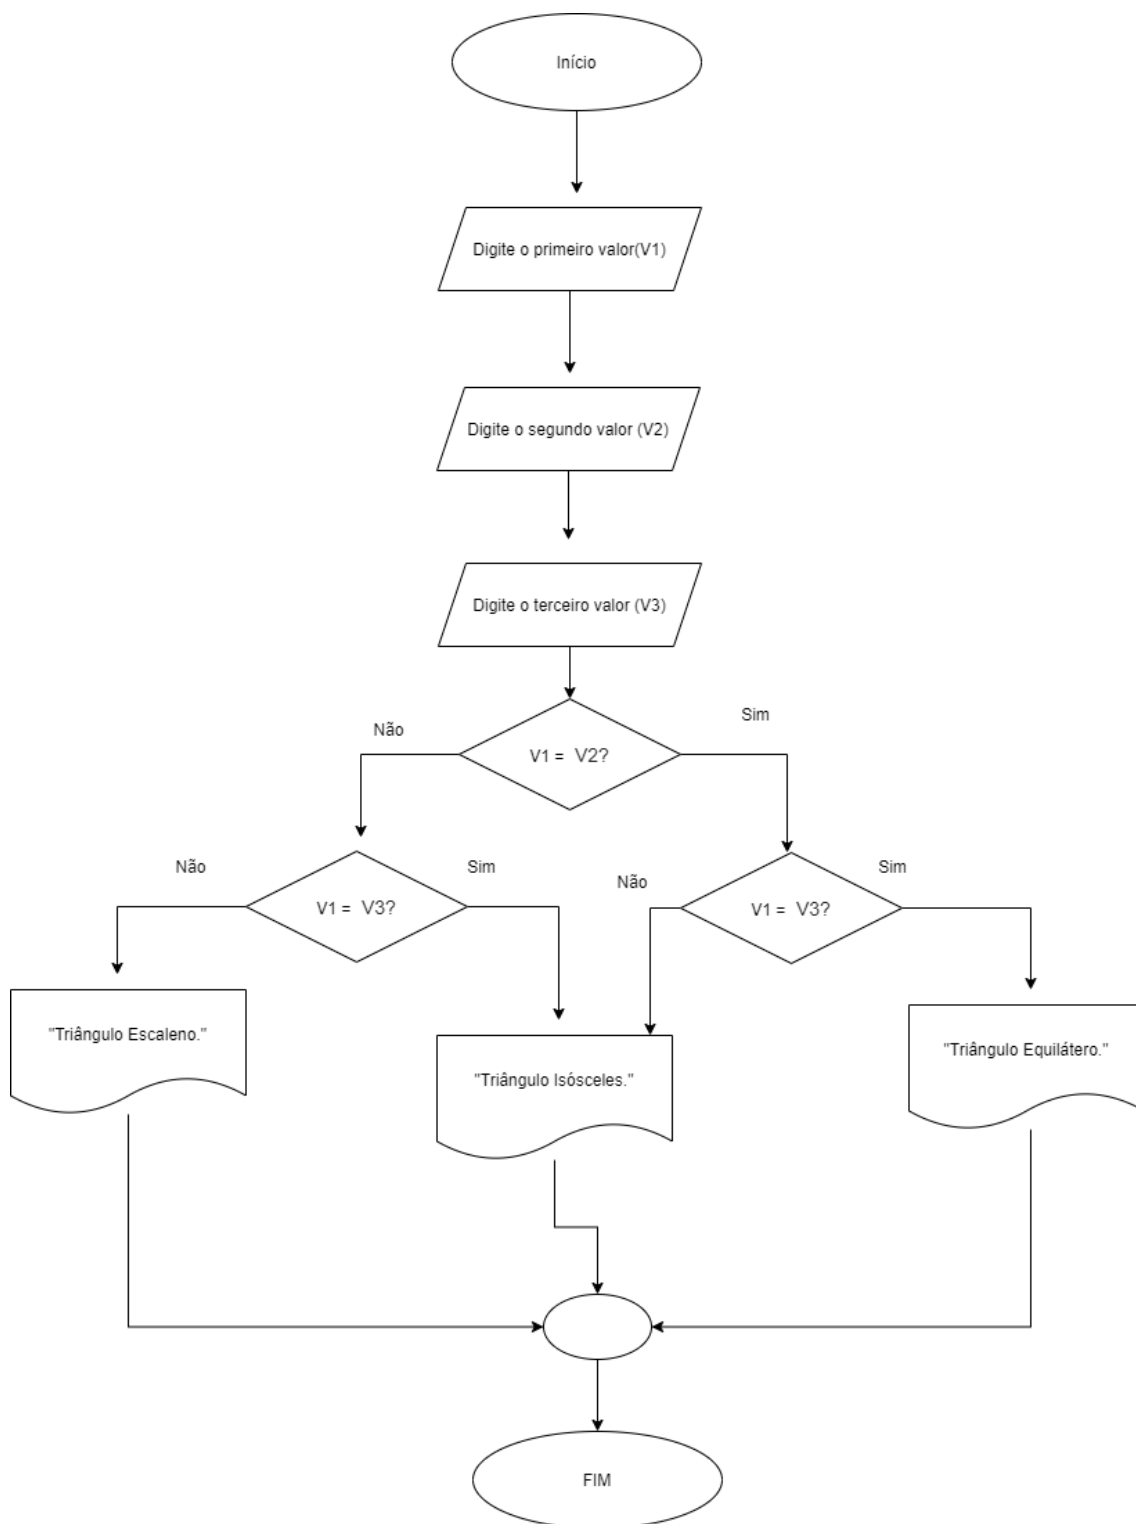 Início
Digite o primeiro valor(V1)
Digite o segundo valor (V2)
Digite o terceiro valor (V3)
Não
Sim
V1 = V2?
Não
Sim
Não
Sim
V1 = V3?
V1 = V3?
"Triângulo Escaleno."
"Triângulo Isósceles."
"Triângulo Equilátero."
FIM